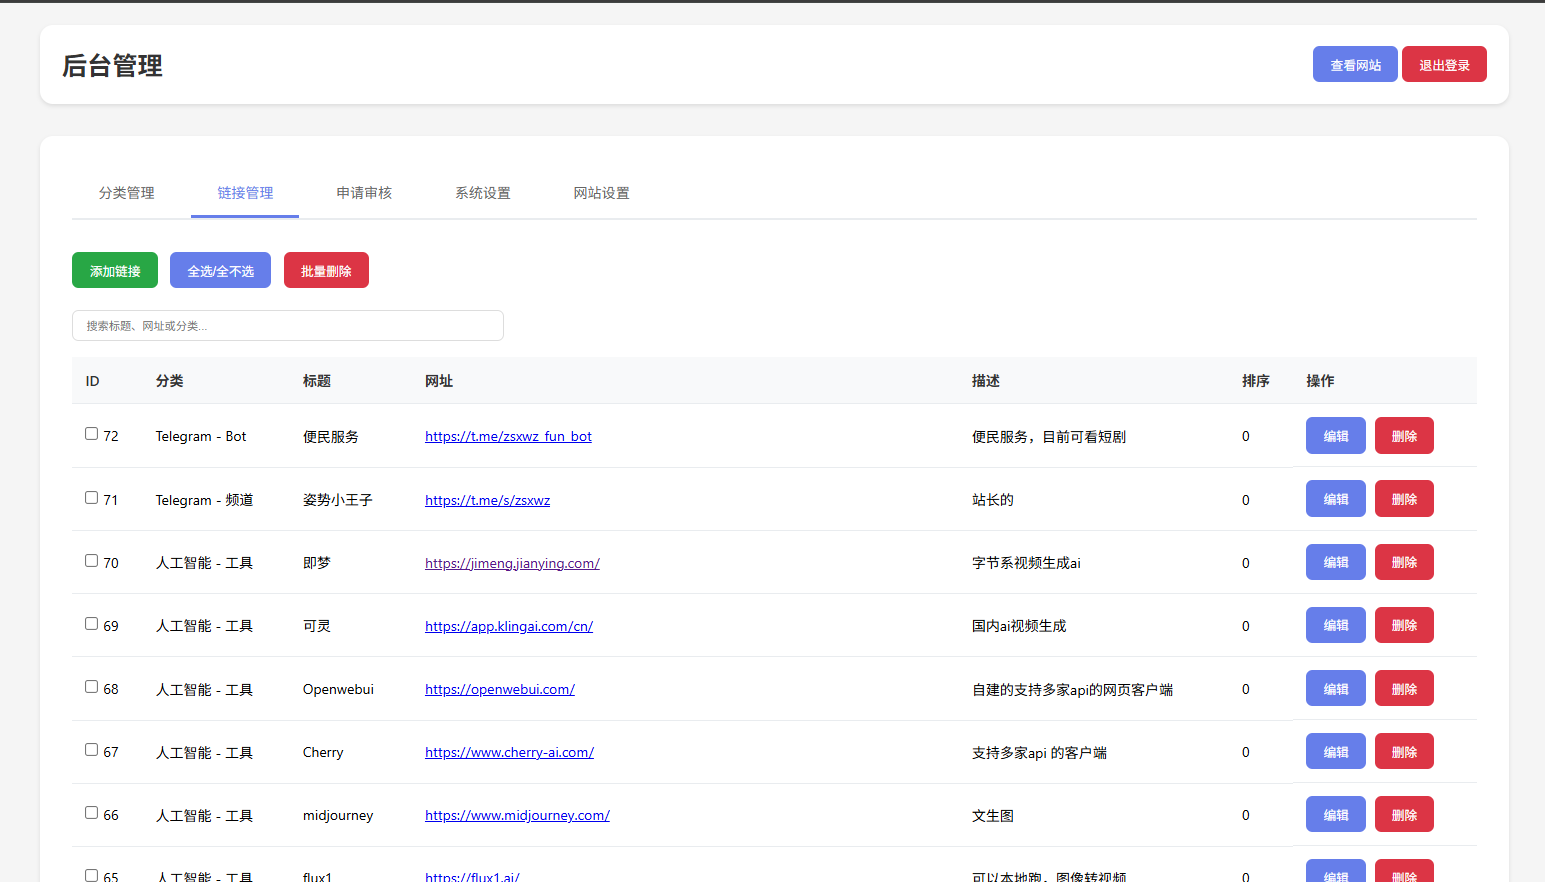 后台管理
查看网站 退出登录
分类管理 链接管理 申请审核 系统设置 网站设置
添加链接 全选/全不选 批量删除
搜索标题、网址或分类...
ID 分类 标题 网址 描述 排序 操作
72 Telegram - Bot 便民服务 https://t.me/zsxwz_fun_bot 便民服务，目前可看短剧 0 编辑 删除
71 Telegram - 频道 姿势小王子 https://t.me/s/zsxwz 站长的 0 编辑 删除
70 人工智能 - 工具 即梦 https://jimeng.jianying.com/ 字节系视频生成ai 0 编辑 删除
69 人工智能 - 工具 可灵 https://app.klingai.com/cn/ 国内ai视频生成 0 编辑 删除
68 人工智能 - 工具 Openwebui https://openwebui.com/ 自建的支持多家api的网页客户端 0 编辑 删除
67 人工智能 - 工具 Cherry https://www.cherry-ai.com/ 支持多家api 的客户端 0 编辑 删除
66 人工智能 - 工具 midjourney https://www.midjourney.com/ 文生图 0 编辑 删除
65 人工智能 - 工具 flux1 https://flux1.ai/ 可以本地跑，图像转视频 0 编辑 删除